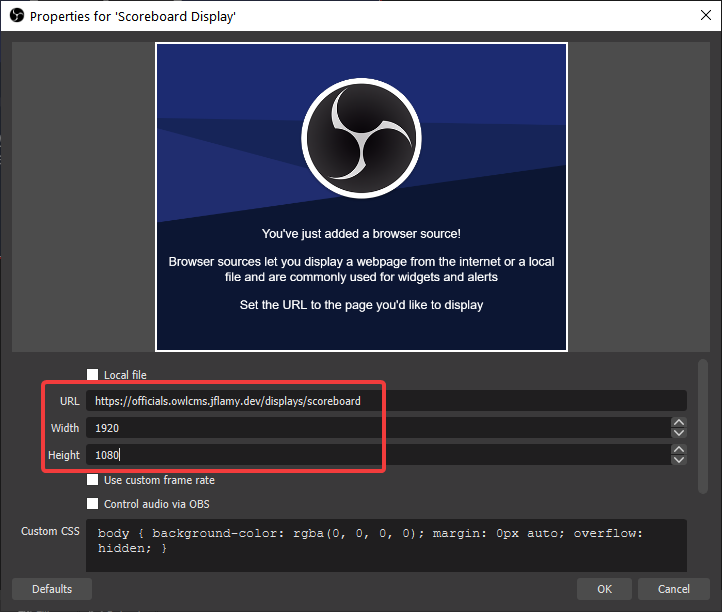 Properties for 'Scoreboard Display'
You've just added a browser source!
Browser sources let you display a webpage from the internet or a local
file and are commonly used for widgets and alerts
Set the URL to the page you'd like to display
Local file
URL https://officials.owlcms.jflamy.dev/displays/scoreboard
Width 1920
Height 1080
Use custom frame rate
Control audio via OBS
Custom CSS body { background-color: rgba(0, 0, 0, 0); margin: 0px auto; overflow:
hidden; }
Defaults OK Cancel